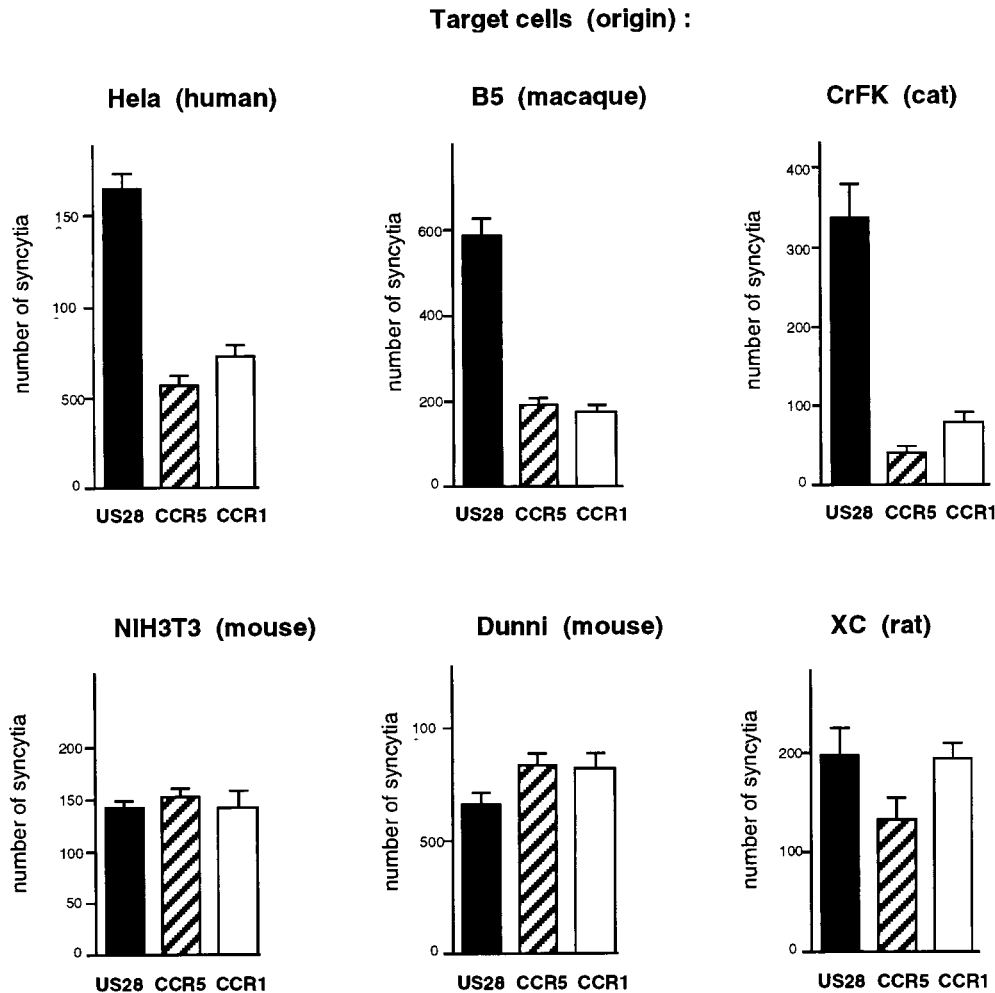 Target cells (origin) :
Hela (human)
B5 (macaque)
CrFK (cat)
number of syncytia
150
100
500
0
US28 CCR5 CCR1
number of syncytia
600
400
200
0
US28 CCR5 CCR1
number of syncytia
400
300
200
100
0
US28 CCR5 CCR1
NIH3T3 (mouse)
Dunni (mouse)
XC (rat)
number of syncytia
200
150
100
50
0
US28 CCR5 CCR1
number of syncytia
100
500
0
US28 CCR5 CCR1
number of syncytia
200
100
0
US28 CCR5 CCR1